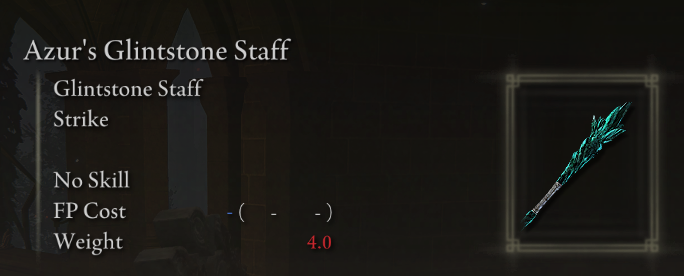 Azur's Glintstone Staff
Glintstone Staff
Strike
No Skill
FP Cost - ( - - )
Weight 4.0